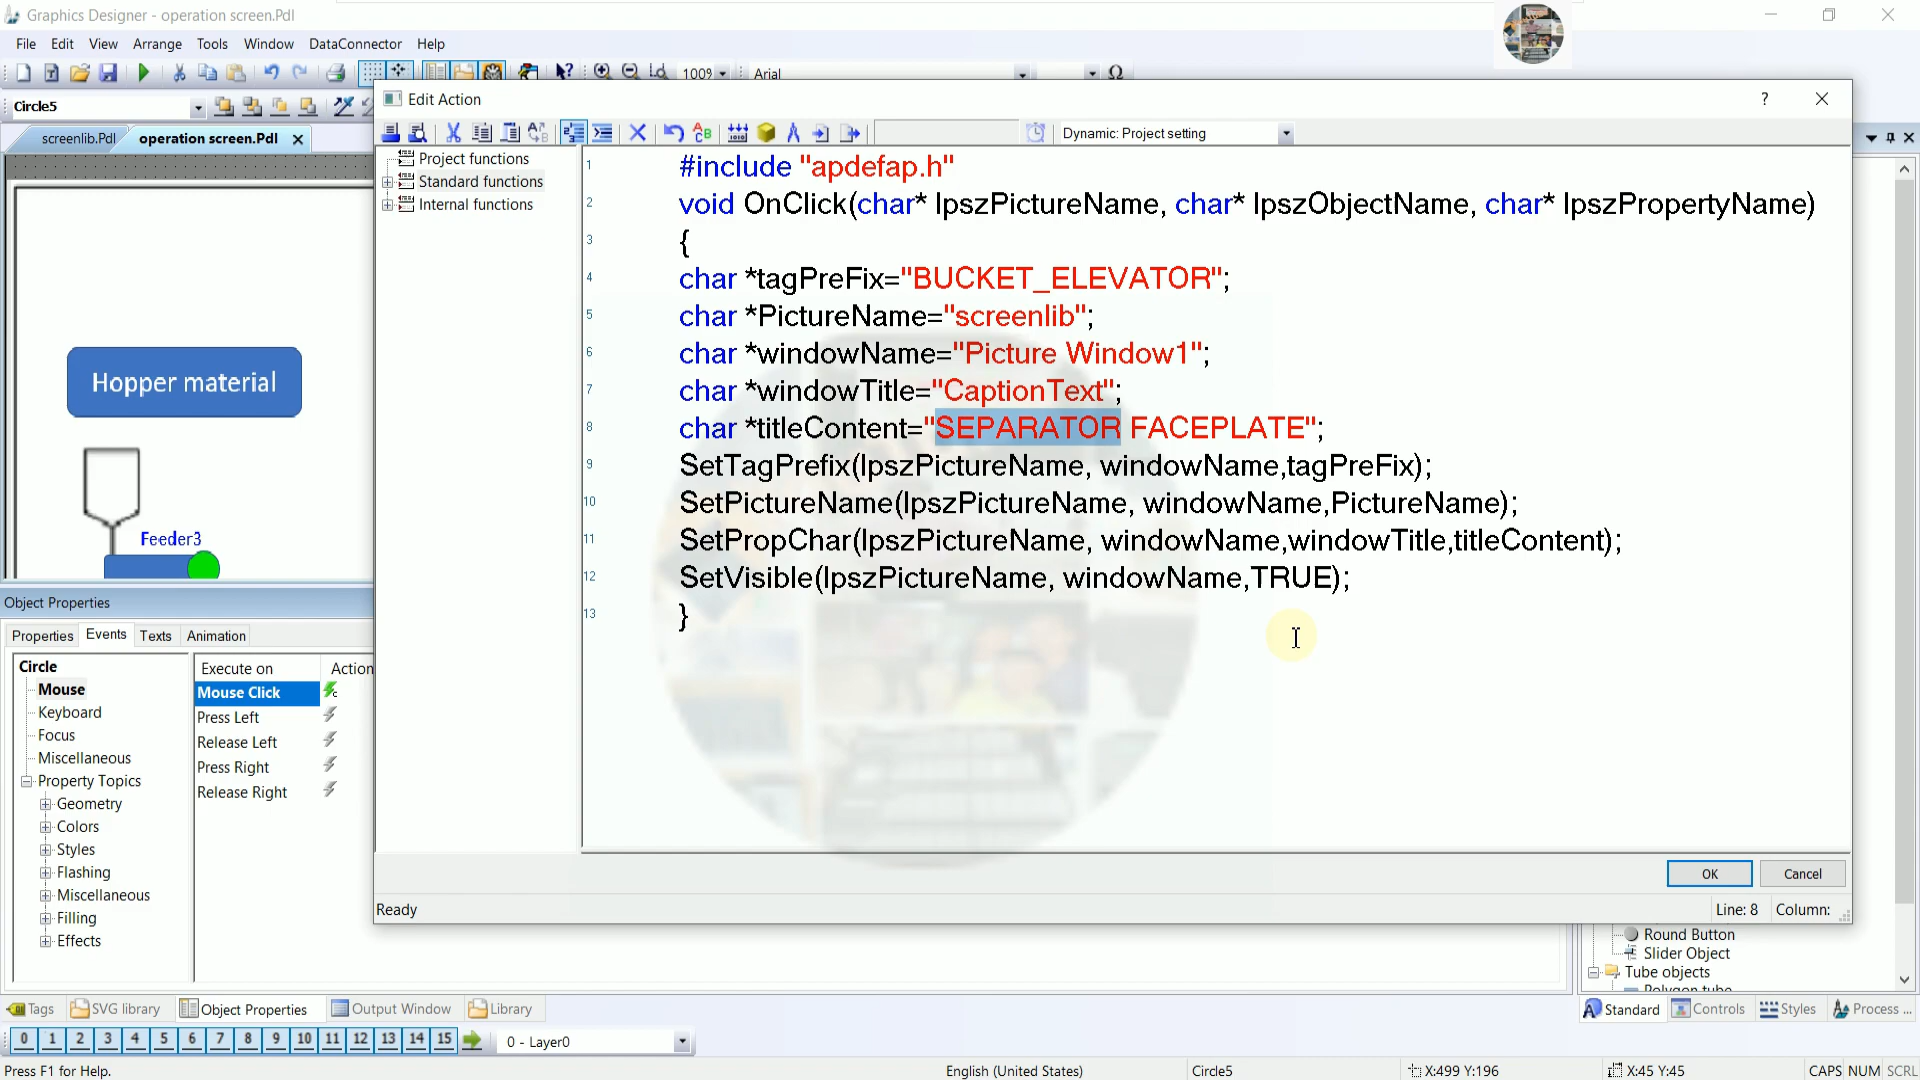 Graphics Designer - operation screen.Pdl
File Edit View Arrange Tools Window DataConnector Help
1009 Arial
Circle5
Edit Action
?
screenlib.Pdl operation screen.Pdl
Dynamic: Project setting
Project functions
Standard functions
Internal functions
1 #include "apdefap.h"
2 void OnClick(char* lpszPictureName, char* lpszObjectName, char* lpszPropertyName)
3 {
4 char *tagPreFix="BUCKET_ELEVATOR";
5 char *PictureName="screenlib";
6 char *windowName="Picture Window1";
7 char *windowTitle="CaptionText";
8 char *titleContent="SEPARATOR FACEPLATE";
9 SetTagPrefix(lpszPictureName, windowName,tagPreFix);
10 SetPictureName(lpszPictureName, windowName,PictureName);
11 SetPropChar(lpszPictureName, windowName,windowTitle,titleContent);
12 SetVisible(lpszPictureName, windowName,TRUE);
13 }
Hopper material
Feeder3
OK Cancel
Ready Line: 8 Column:
Object Properties
Properties Events Texts Animation
Circle
Mouse
Keyboard
Focus
Miscellaneous
Property Topics
Geometry
Colors
Styles
Flashing
Miscellaneous
Filling
Effects
Execute on Action
Mouse Click
Press Left
Release Left
Press Right
Release Right
Round Button
Slider Object
Tube objects
Polygon tube
Tags SVG library Object Properties Output Window Library
Standard Controls Styles Process ...
0 1 2 3 4 5 6 7 8 9 10 11 12 13 14 15 0 - Layer0
Press F1 for Help. English (United States) Circle5 X:499 Y:196 X:45 Y:45 CAPS NUM SCRL